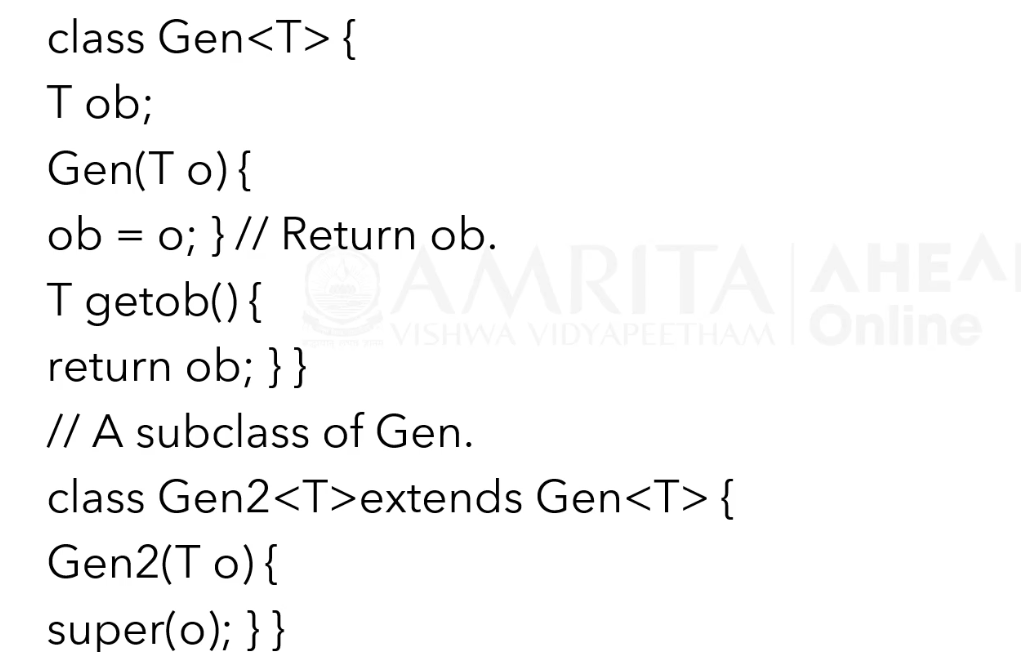 class Gen<T> {
T ob;
Gen(T o) {
ob = o; } // Return ob.
T getob() {
return ob; } }
// A subclass of Gen.
class Gen2<T>extends Gen<T> {
Gen2(T o) {
super(o); } }
AMRITA
VISHWA VIDYAPEETHAM
AHEA
Online